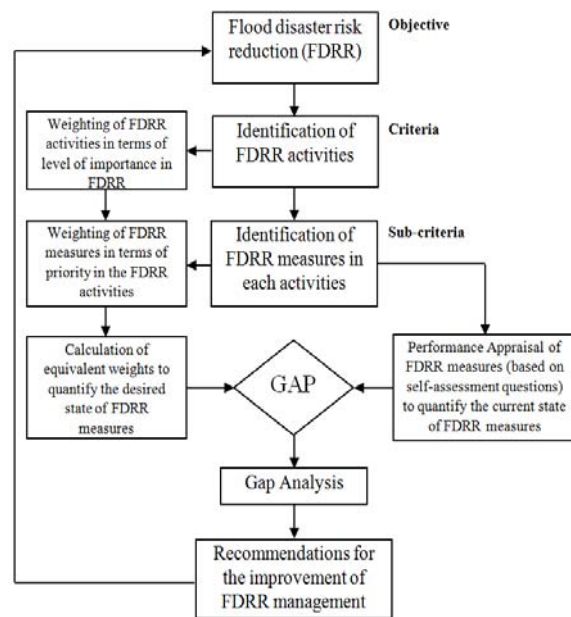 Flood disaster risk
reduction (FDRR)
Objective
Weighting of FDRR
activities in terms of
level of importance in
FDRR
Identification of
FDRR activities
Criteria
Weighting of FDRR
measures in terms of
priority in the FDRR
activities
Identification of
FDRR measures in
each activities
Sub-criteria
Calculation of
equivalent weights to
quantify the desired
state of FDRR
measures
GAP
Performance Appraisal of
FDRR measures (based on
self-assessment questions)
to quantify the current state
of FDRR measures
Gap Analysis
Recommendations for
the improvement of
FDRR management